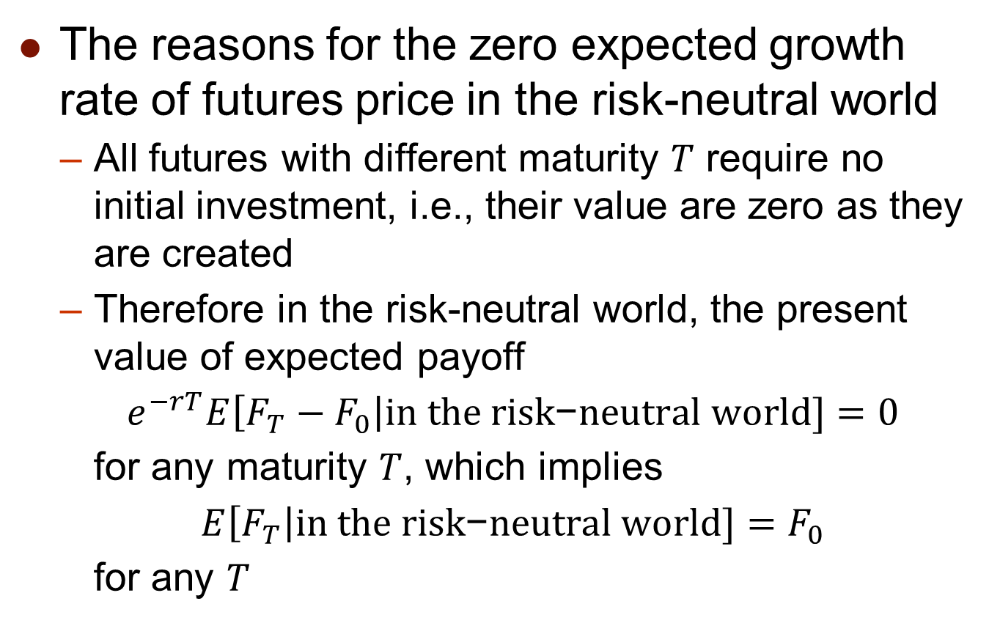 ● The reasons for the zero expected growth
rate of futures price in the risk-neutral world
– All futures with different maturity 𝑇 require no
initial investment, i.e., their value are zero as they
are created
– Therefore in the risk-neutral world, the present
value of expected payoff
𝑒^{−𝑟𝑇}𝐸[𝐹_𝑇 − 𝐹_0|in the risk−neutral world] = 0
for any maturity 𝑇, which implies
𝐸[𝐹_𝑇|in the risk−neutral world] = 𝐹_0
for any 𝑇